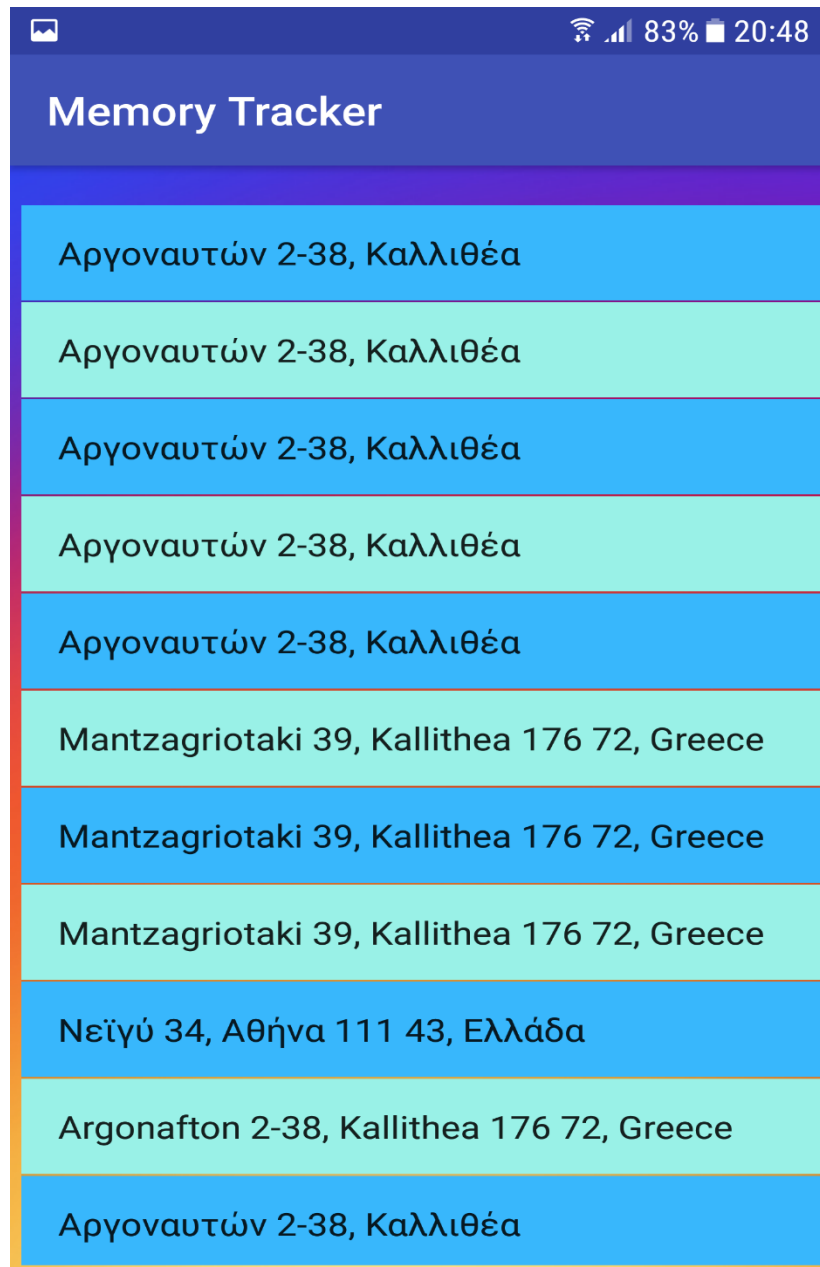 83% 20:48
Memory Tracker
Αργοναυτών 2-38, Καλλιθέα
Αργοναυτών 2-38, Καλλιθέα
Αργοναυτών 2-38, Καλλιθέα
Αργοναυτών 2-38, Καλλιθέα
Αργοναυτών 2-38, Καλλιθέα
Mantzagriotaki 39, Kallithea 176 72, Greece
Mantzagriotaki 39, Kallithea 176 72, Greece
Mantzagriotaki 39, Kallithea 176 72, Greece
Νεϊγύ 34, Αθήνα 111 43, Ελλάδα
Argonafton 2-38, Kallithea 176 72, Greece
Αργοναυτών 2-38, Καλλιθέα